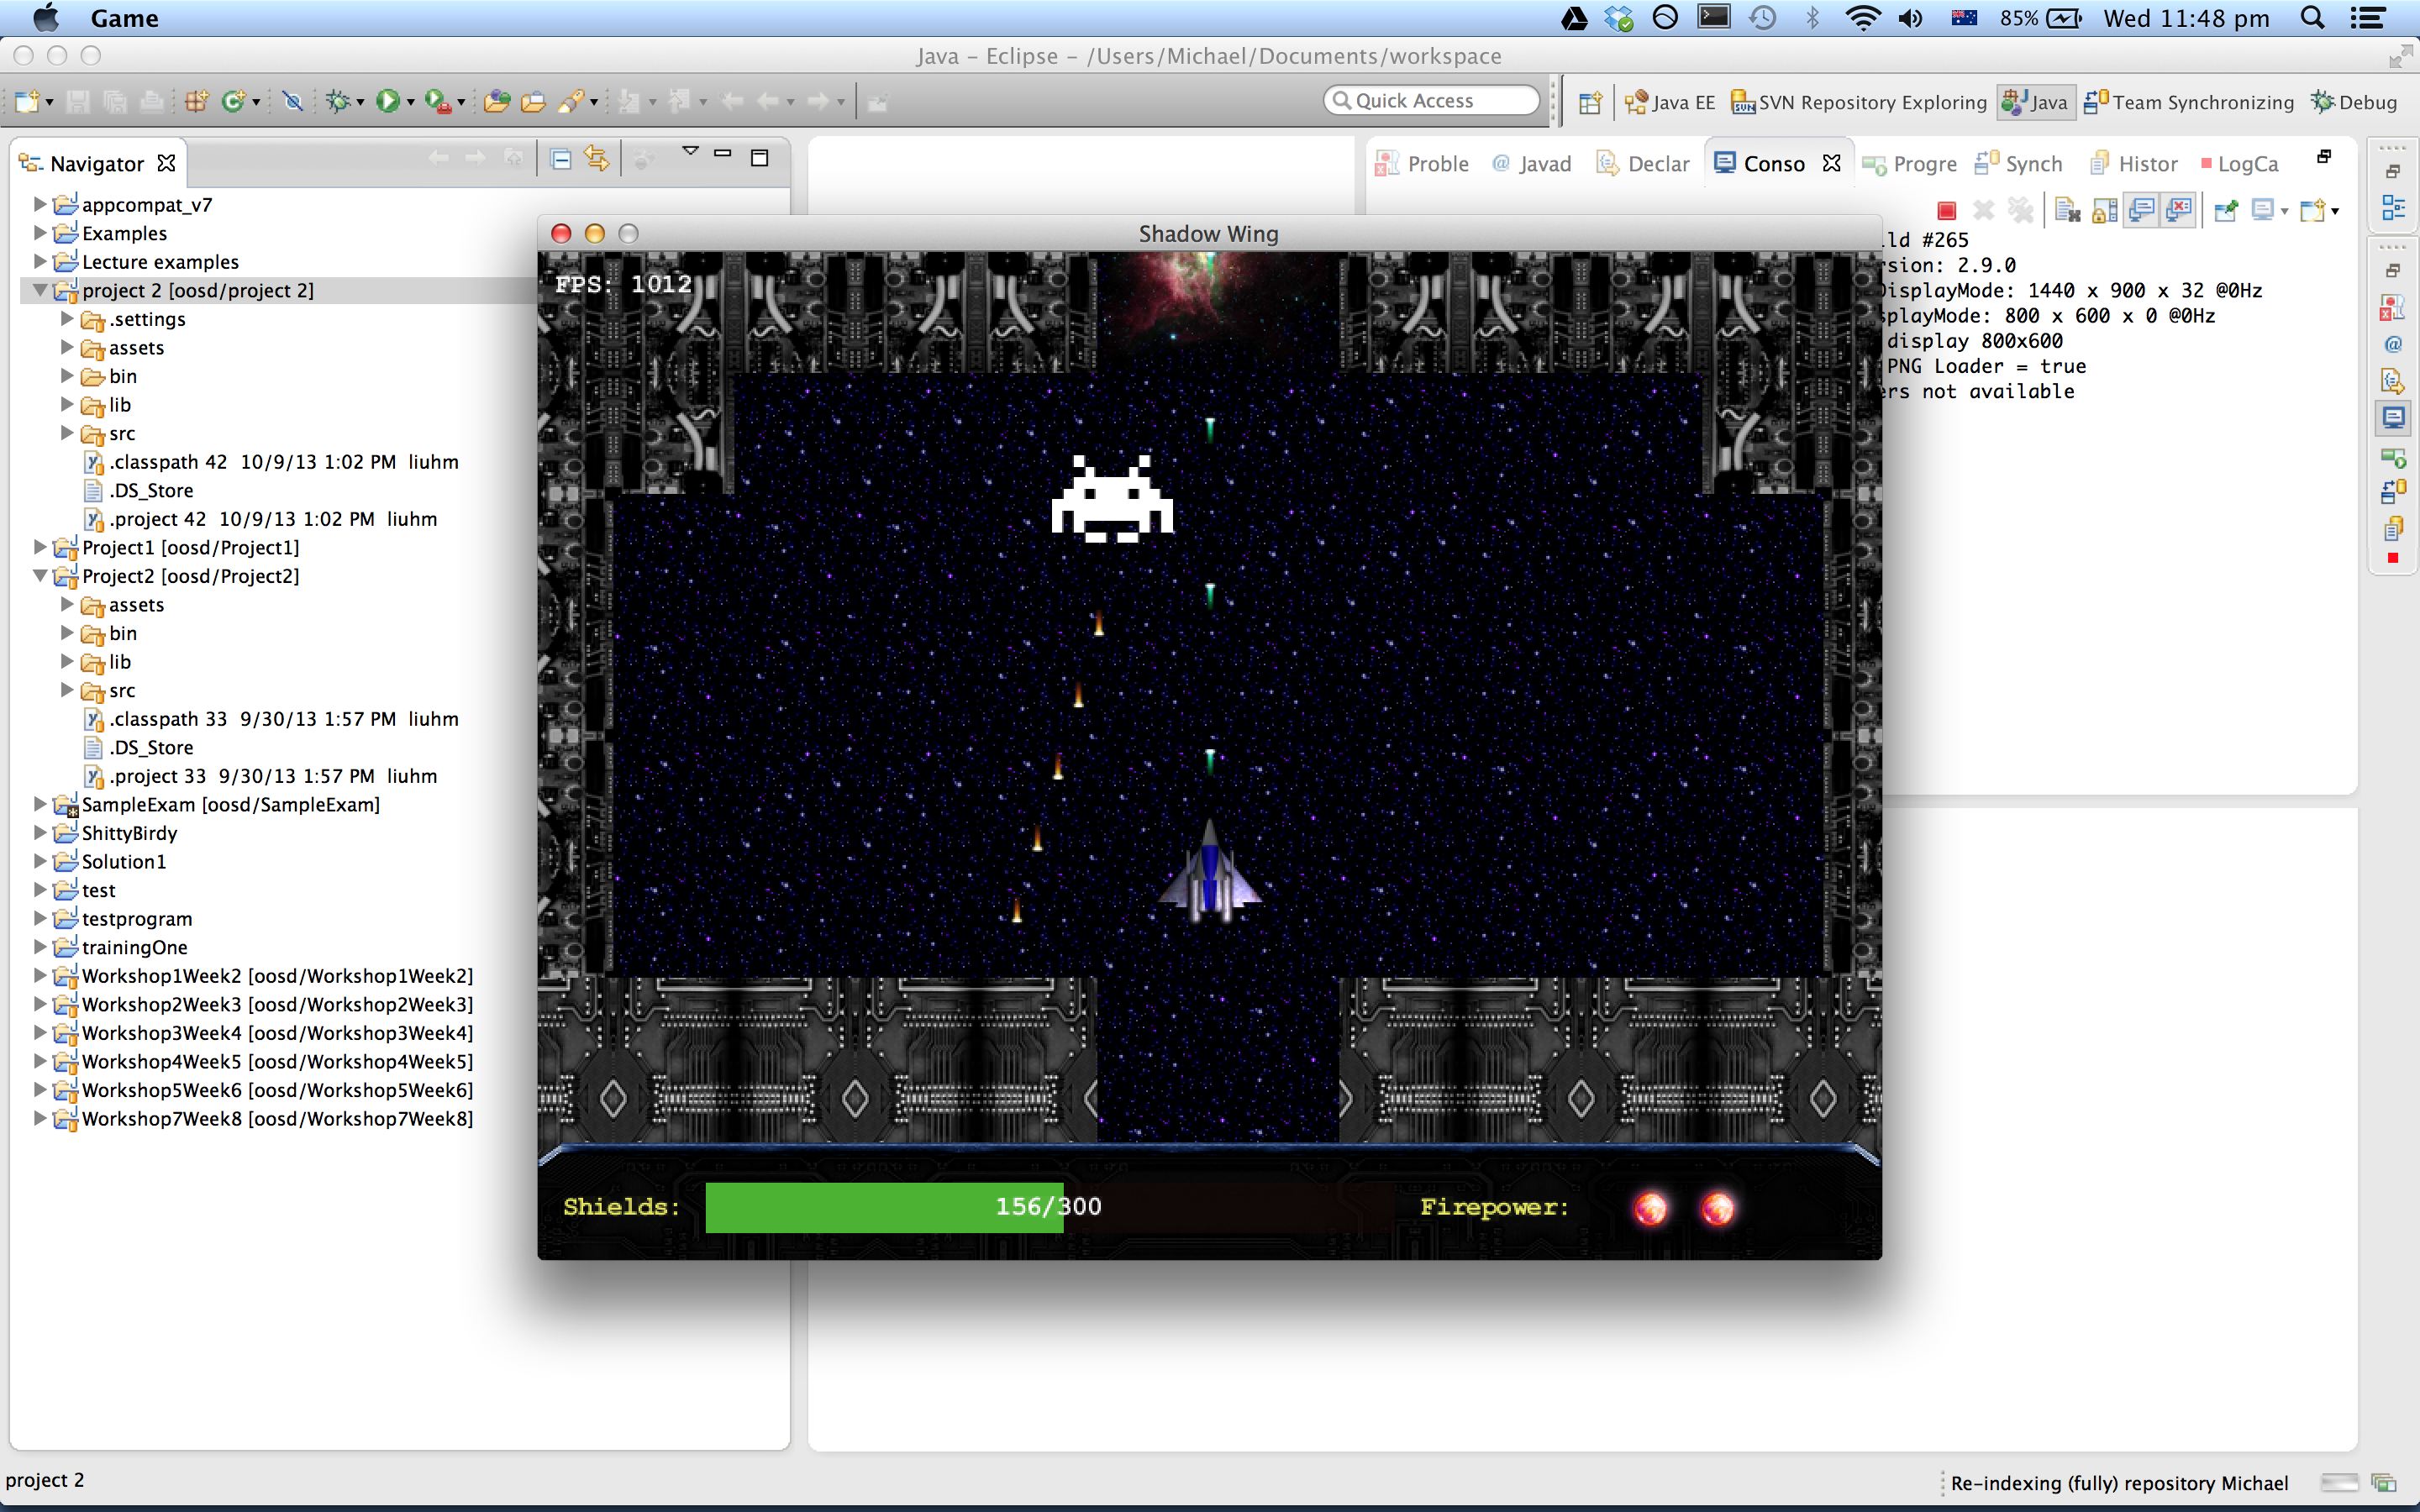 Game
85%
Wed 11:48 pm
Java – Eclipse – /Users/Michael/Documents/workspace
Quick Access
Java EE
SVN Repository Exploring
Java
Team Synchronizing
Debug
Navigator
appcompat_v7
Examples
Lecture examples
project 2 [oosd/project 2]
.settings
assets
bin
lib
src
.classpath 42 10/9/13 1:02 PM liuhm
.DS_Store
.project 42 10/9/13 1:02 PM liuhm
Project1 [oosd/Project1]
Project2 [oosd/Project2]
assets
bin
lib
src
.classpath 33 9/30/13 1:57 PM liuhm
.DS_Store
.project 33 9/30/13 1:57 PM liuhm
SampleExam [oosd/SampleExam]
ShittyBirdy
Solution1
test
testprogram
trainingOne
Workshop1Week2 [oosd/Workshop1Week2]
Workshop2Week3 [oosd/Workshop2Week3]
Workshop3Week4 [oosd/Workshop3Week4]
Workshop4Week5 [oosd/Workshop4Week5]
Workshop5Week6 [oosd/Workshop5Week6]
Workshop7Week8 [oosd/Workshop7Week8]
Proble
Javad
Declar
Conso
Progre
Synch
Histor
LogCa
ld #265
rsion: 2.9.0
DisplayMode: 1440 x 900 x 32 @0Hz
splayMode: 800 x 600 x 0 @0Hz
display 800x600
PNG Loader = true
ers not available
Shadow Wing
FPS: 1012
Shields:
156/300
Firepower:
project 2
Re-indexing (fully) repository Michael